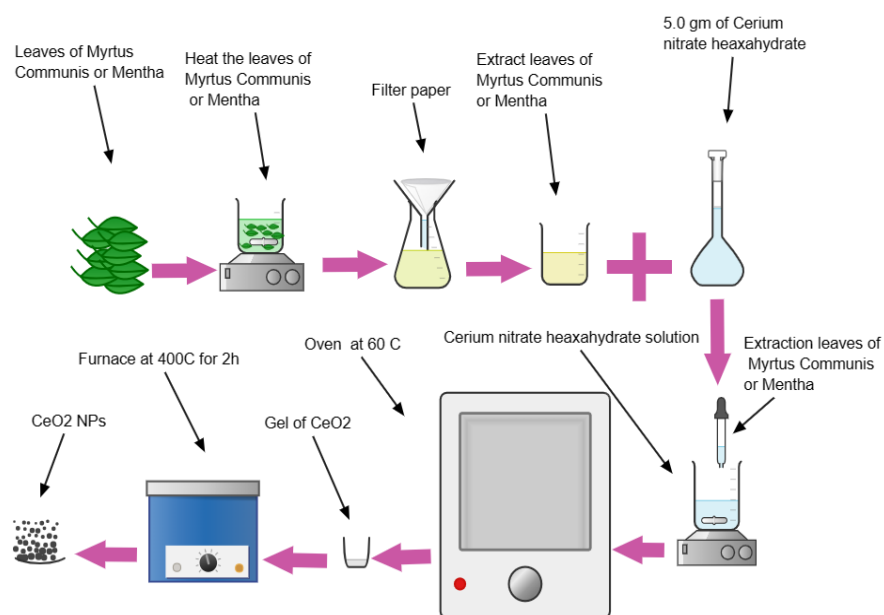 Leaves of Myrtus
Communis or Mentha
Heat the leaves of
Myrtus Communis
or Mentha
Filter paper
Extract leaves of
Myrtus Communis
or Mentha
5.0 gm of Cerium
nitrate heaxahydrate
Extraction leaves of
Myrtus Communis
or Mentha
Cerium nitrate heaxahydrate solution
Oven at 60 C
Gel of CeO2
Furnace at 400C for 2h
CeO2 NPs